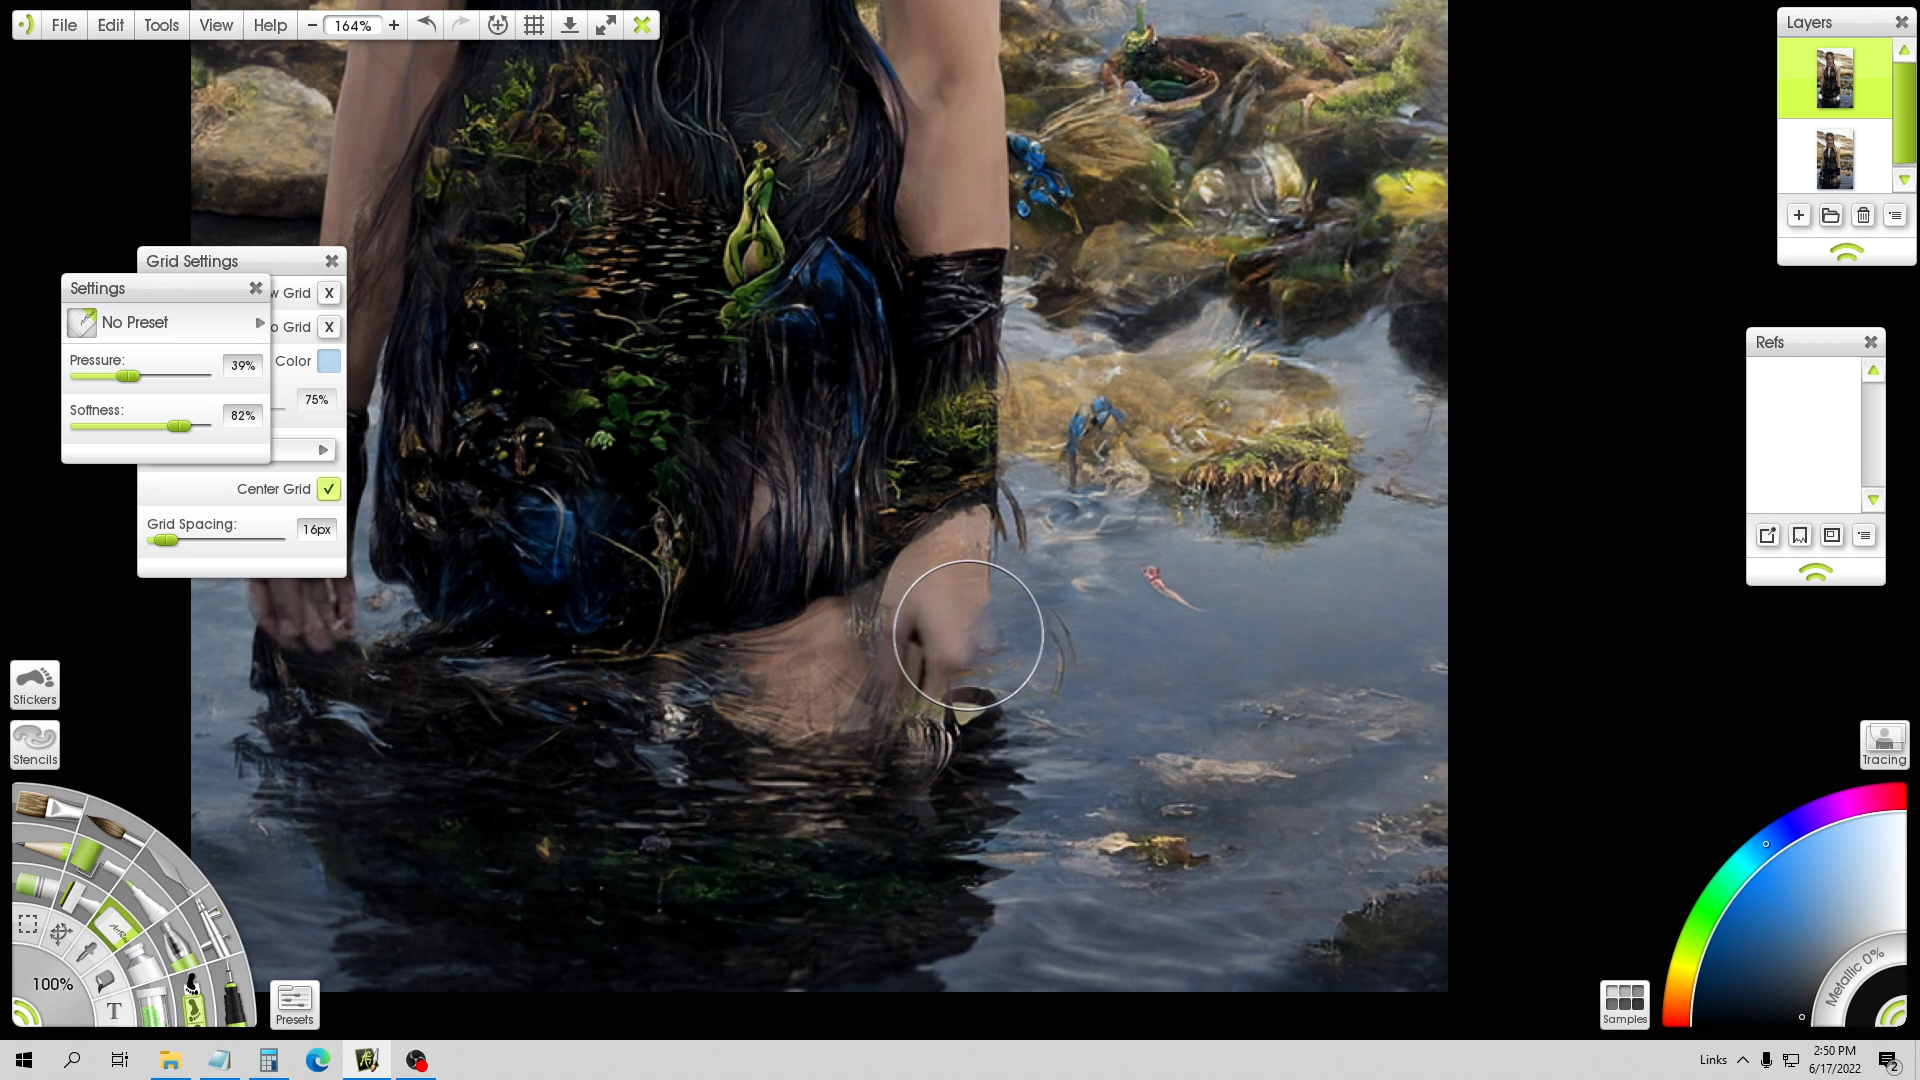 File Edit Tools View Help − 164% +
Layers
Grid Settings
Settings
w Grid X
No Preset
o Grid X
Refs
Pressure:
39%
Color
75%
Softness:
82%
Center Grid
Grid Spacing:
16px
Stickers
Stencils
Tracing
100%
T
Presets
Metallic 0%
Samples
Links
2:50 PM
6/17/2022
2